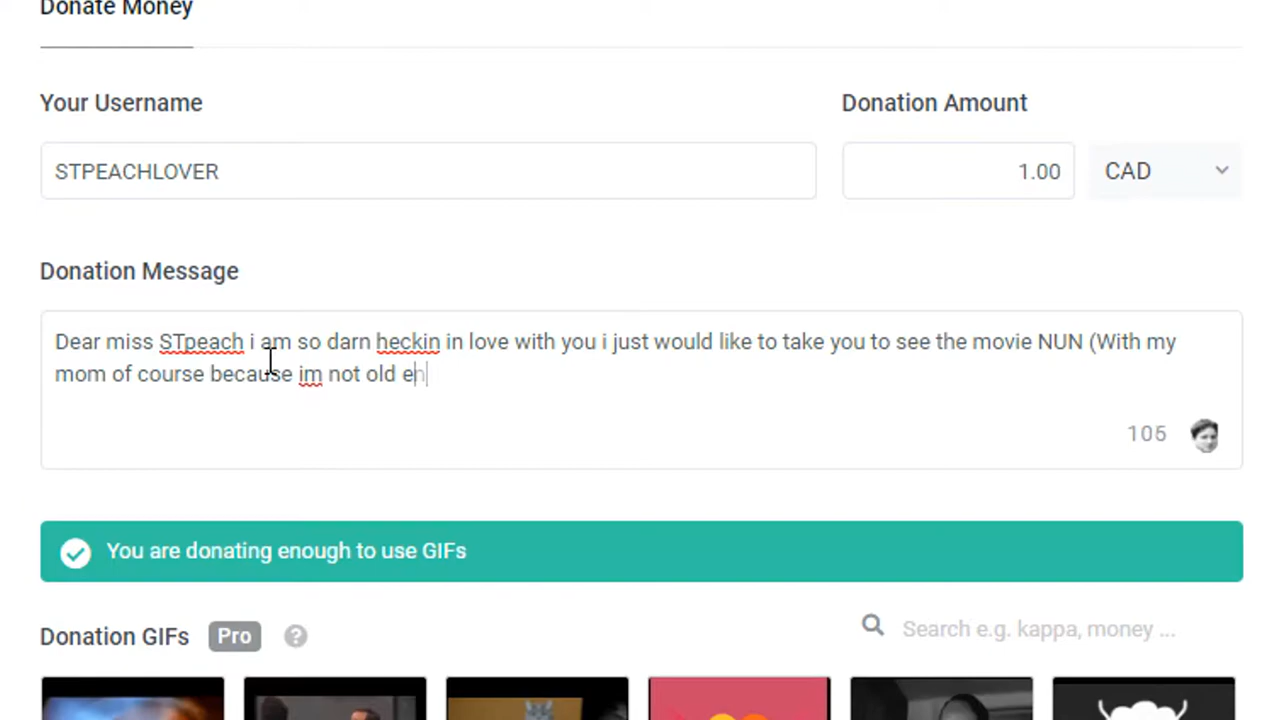 Donate Money
Your Username
Donation Amount
STPEACHLOVER
1.00
CAD
Donation Message
Dear miss STpeach i am so darn heckin in love with you i just would like to take you to see the movie NUN (With my
mom of course because im not old en
105
You are donating enough to use GIFs
Donation GIFs
Pro
?
Search e.g. kappa, money ...